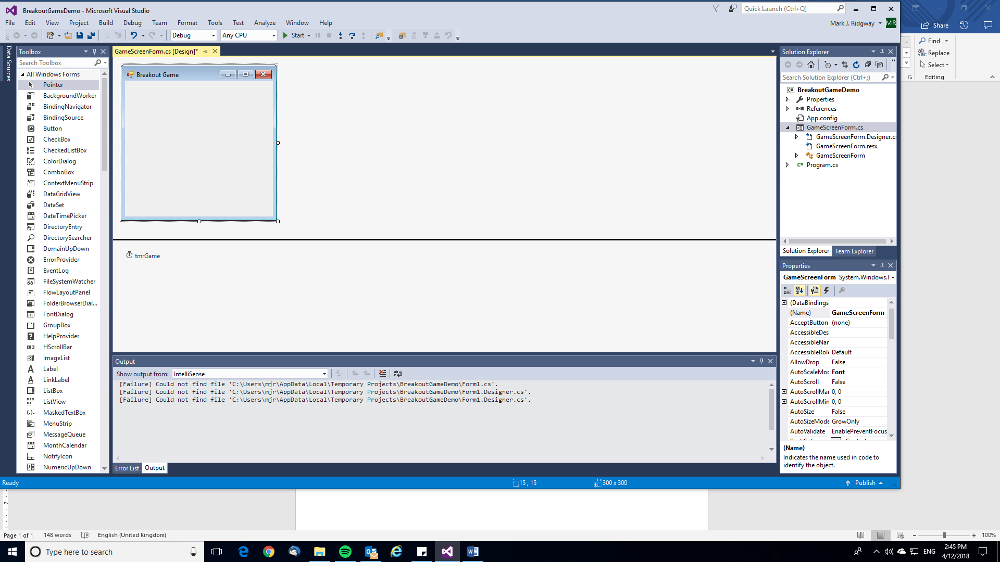 BreakoutGameDemo - Microsoft Visual Studio
Quick Launch (Ctrl+Q)
File Edit View Project Build Debug Team Format Tools Test Analyze Window Help
Mark J. Ridgway MR
Share
Debug Any CPU Start
Find
Replace
Select
Editing
Data Sources
Toolbox
Search Toolbox
All Windows Forms
Pointer
BackgroundWorker
BindingNavigator
BindingSource
Button
CheckBox
CheckedListBox
ColorDialog
ComboBox
ContextMenuStrip
DataGridView
DataSet
DateTimePicker
DirectoryEntry
DirectorySearcher
DomainUpDown
ErrorProvider
EventLog
FileSystemWatcher
FlowLayoutPanel
FolderBrowserDial...
FontDialog
GroupBox
HelpProvider
HScrollBar
ImageList
Label
LinkLabel
ListBox
ListView
MaskedTextBox
MenuStrip
MessageQueue
MonthCalendar
NotifyIcon
NumericUpDown
GameScreenForm.cs [Design]*
Breakout Game
tmrGame
Output
Show output from: IntelliSense
[Failure] Could not find file 'C:\Users\mjr\AppData\Local\Temporary Projects\BreakoutGameDemo\Form1.cs'.
[Failure] Could not find file 'C:\Users\mjr\AppData\Local\Temporary Projects\BreakoutGameDemo\Form1.Designer.cs'.
[Failure] Could not find file 'C:\Users\mjr\AppData\Local\Temporary Projects\BreakoutGameDemo\Form1.Designer.cs'.
Error List Output
Solution Explorer
Search Solution Explorer (Ctrl+;)
BreakoutGameDemo
Properties
References
App.config
GameScreenForm.cs
GameScreenForm.Designer.cs
GameScreenForm.resx
GameScreenForm
Program.cs
Solution Explorer Team Explorer
Properties
GameScreenForm System.Windows.
(DataBindings
(Name) GameScreenForm
AcceptButton (none)
AccessibleDes
AccessibleNar
AccessibleRole Default
AllowDrop False
AutoScaleMoc Font
AutoScroll False
AutoScrollMar 0, 0
AutoScrollMin 0, 0
AutoSize False
AutoSizeMode GrowOnly
AutoValidate EnablePreventFocus
(Name)
Indicates the name used in code to
identify the object.
Ready 15 , 15 300 x 300 Publish
7
Page 1 of 1 148 words English (United Kingdom) 100%
Type here to search
ENG
2:45 PM
4/12/2018